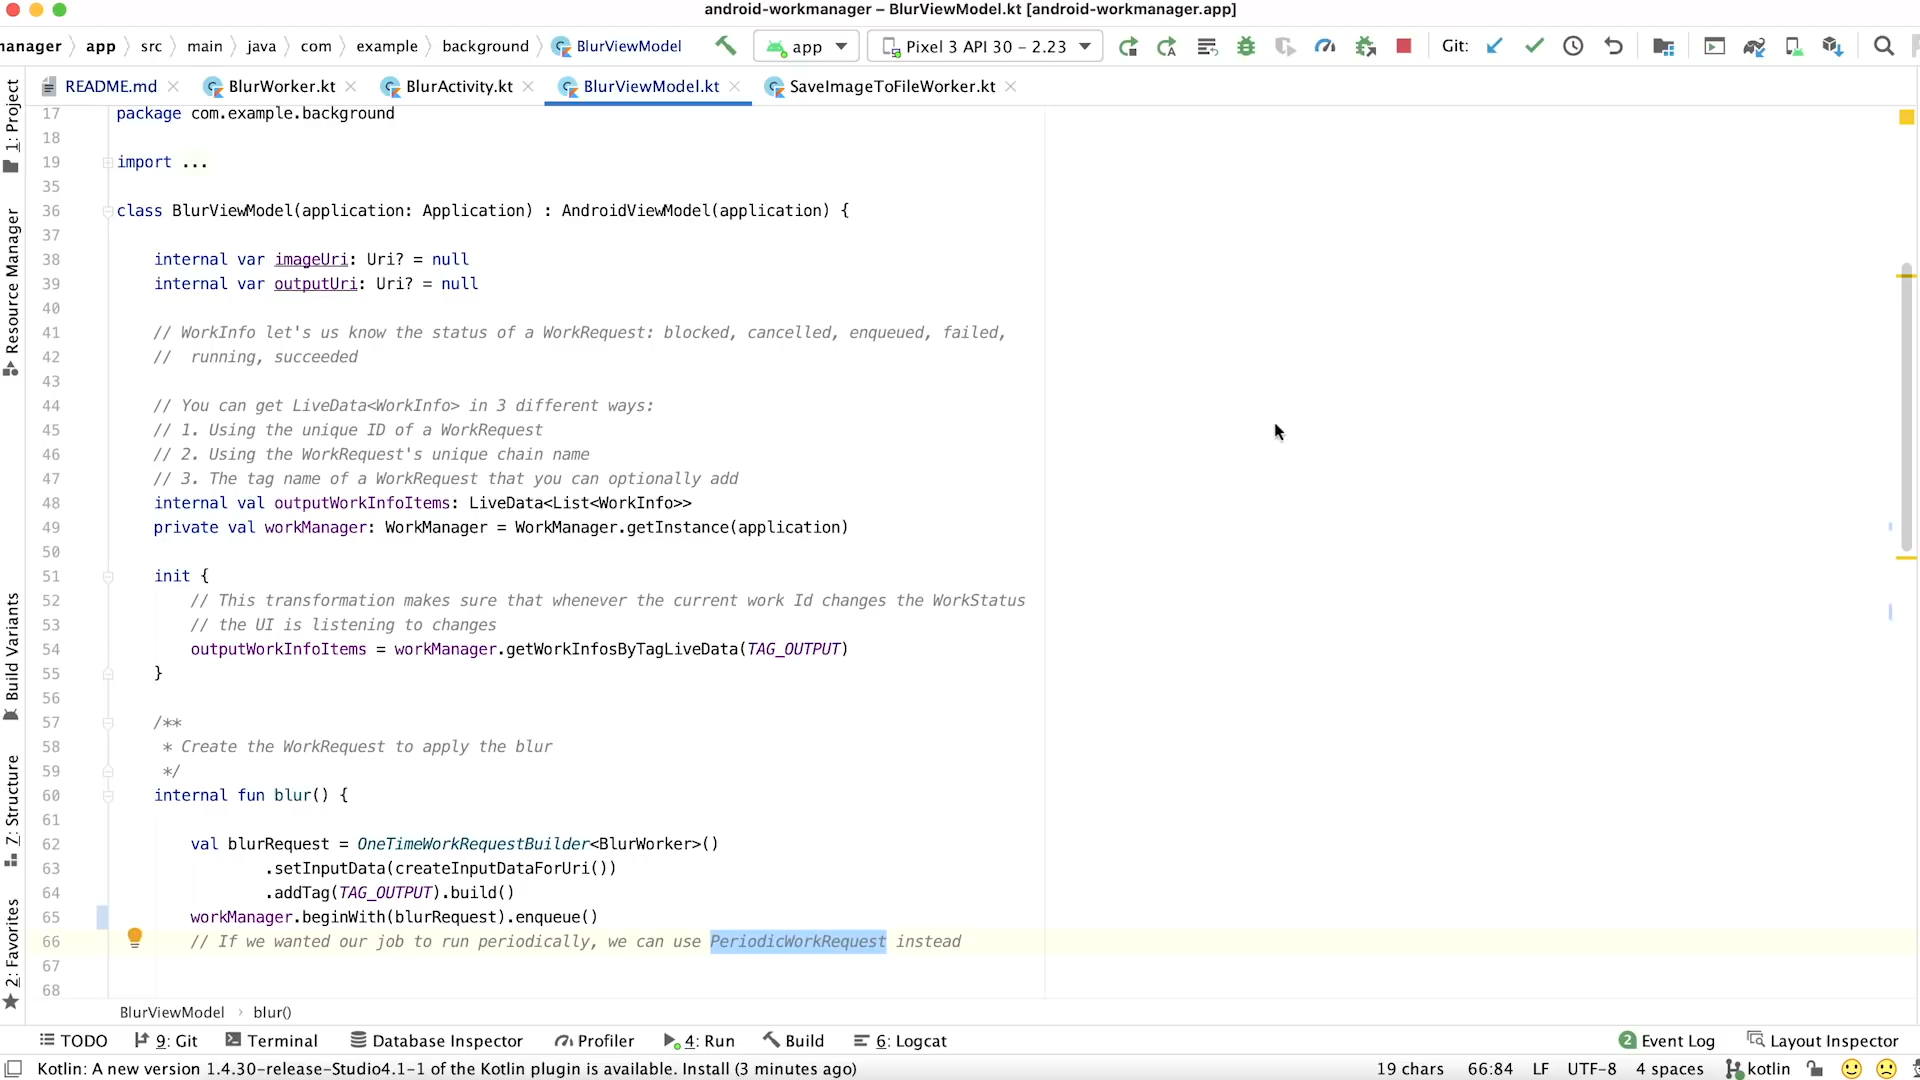 android-workmanager – BlurViewModel.kt [android-workmanager.app]
anager app src main java com example background BlurViewModel app Pixel 3 API 30 – 2.23 Git:
README.md BlurWorker.kt BlurActivity.kt BlurViewModel.kt SaveImageToFileWorker.kt
1: Project
Resource Manager
Build Variants
7: Structure
2: Favorites
17 package com.example.background
18
19 import ...
35
36 class BlurViewModel(application: Application) : AndroidViewModel(application) {
37
38 internal var imageUri: Uri? = null
39 internal var outputUri: Uri? = null
40
41 // WorkInfo let's us know the status of a WorkRequest: blocked, cancelled, enqueued, failed,
42 //  running, succeeded
43
44 // You can get LiveData<WorkInfo> in 3 different ways:
45 // 1. Using the unique ID of a WorkRequest
46 // 2. Using the WorkRequest's unique chain name
47 // 3. The tag name of a WorkRequest that you can optionally add
48 internal val outputWorkInfoItems: LiveData<List<WorkInfo>>
49 private val workManager: WorkManager = WorkManager.getInstance(application)
50
51 init {
52 // This transformation makes sure that whenever the current work Id changes the WorkStatus
53 // the UI is listening to changes
54 outputWorkInfoItems = workManager.getWorkInfosByTagLiveData(TAG_OUTPUT)
55 }
56
57 /**
58 * Create the WorkRequest to apply the blur
59 */
60 internal fun blur() {
61
62 val blurRequest = OneTimeWorkRequestBuilder<BlurWorker>()
63 .setInputData(createInputDataForUri())
64 .addTag(TAG_OUTPUT).build()
65 workManager.beginWith(blurRequest).enqueue()
66 // If we wanted our job to run periodically, we can use PeriodicWorkRequest instead
67
68
BlurViewModel › blur()
TODO 9: Git Terminal Database Inspector Profiler 4: Run Build 6: Logcat 2 Event Log Layout Inspector
Kotlin: A new version 1.4.30-release-Studio4.1-1 of the Kotlin plugin is available. Install (3 minutes ago) 19 chars 66:84 LF UTF-8 4 spaces kotlin